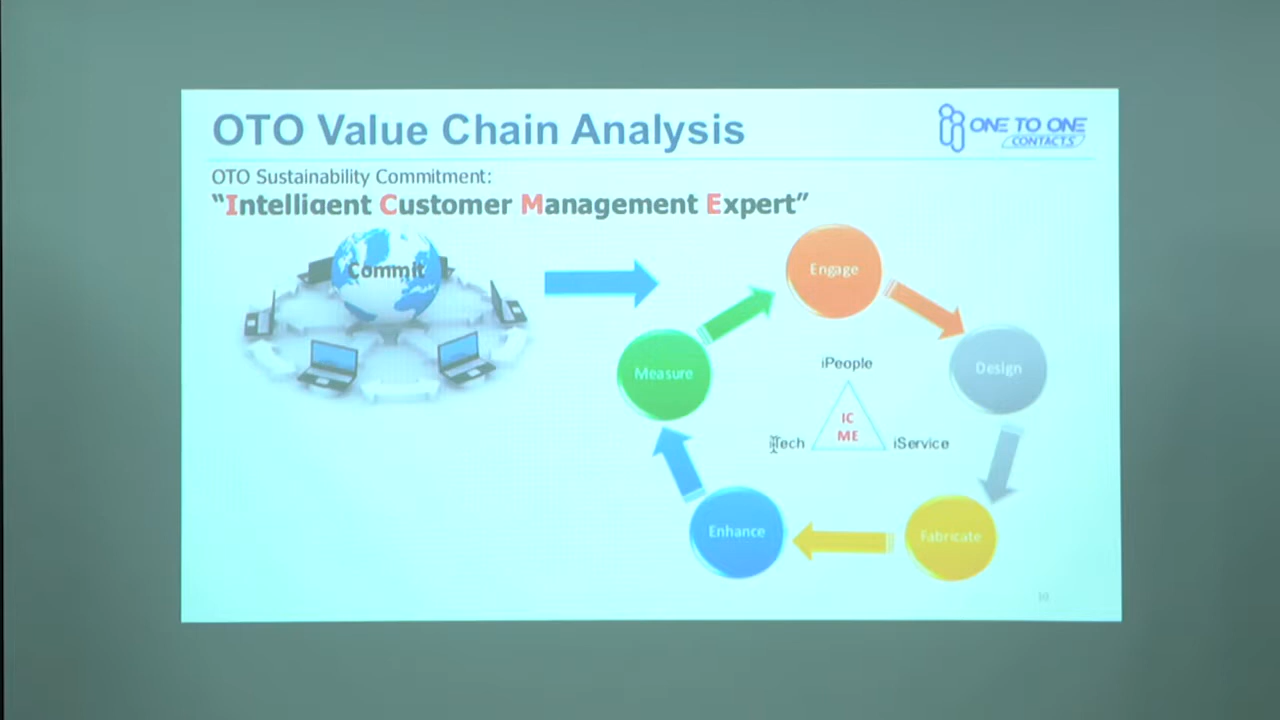 OTO Value Chain Analysis
ONE TO ONE
CONTACTS
OTO Sustainability Commitment:
“Intelligent Customer Management Expert”
Commit
Engage
Measure
Design
iPeople
IC
ME
iTech
iService
Enhance
Fabricate